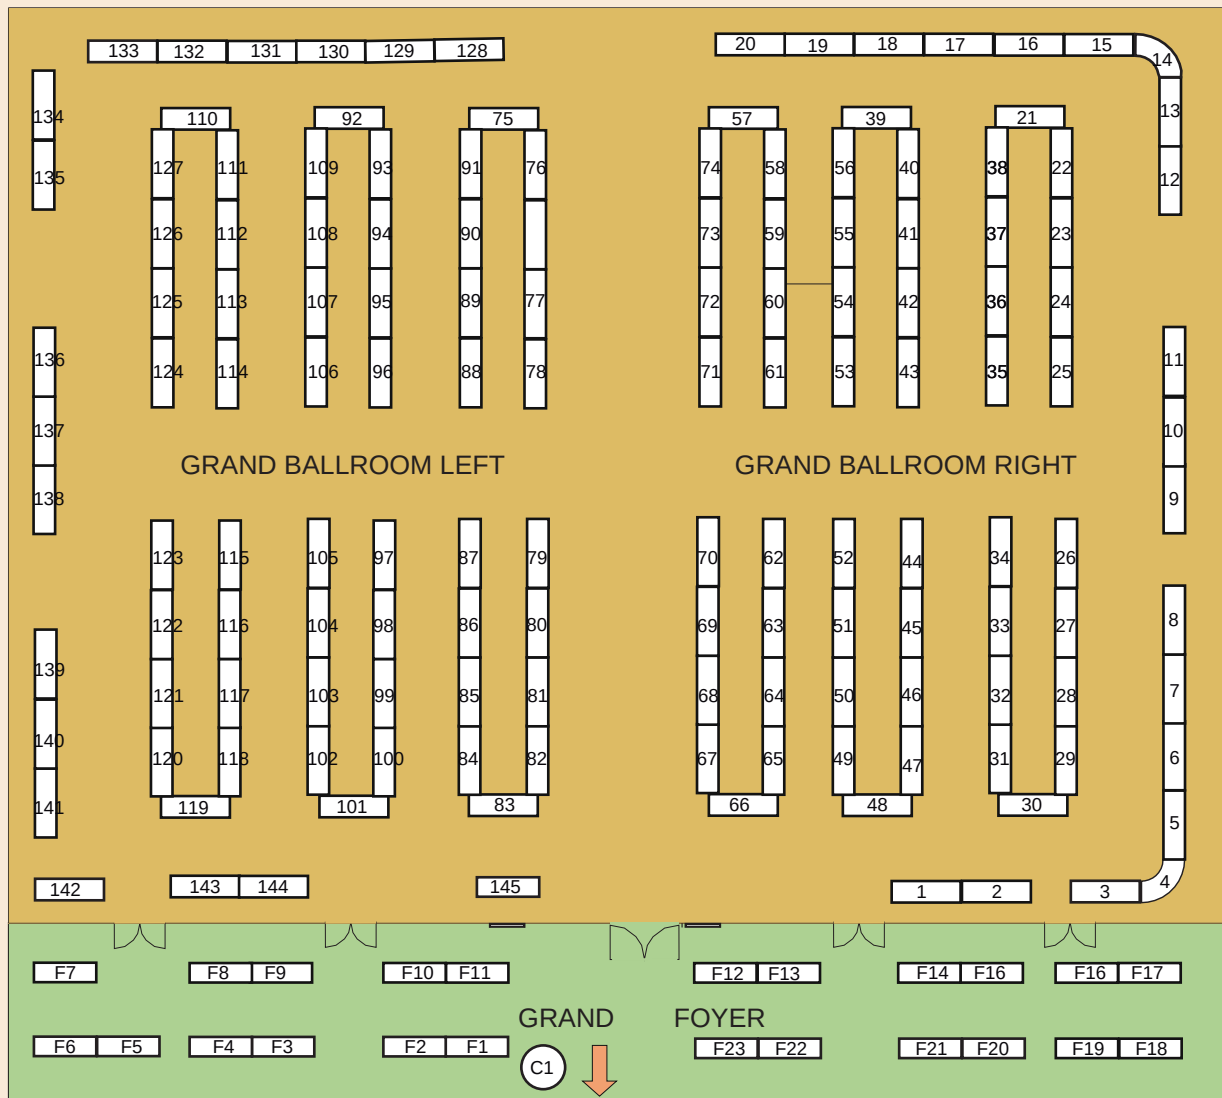 133 132 131 130 129 128 20 19 18 17 16 15
14
134 110 92 75 57 39 21 13
135 127 111 109 93 91 76 74 58 56 40 38 22 12
126 112 108 94 90 73 59 55 41 37 23
125 113 107 95 89 77 72 60 54 42 36 24
136 124 114 106 96 88 78 71 61 53 43 35 25 11
137 10
GRAND BALLROOM LEFT GRAND BALLROOM RIGHT
138 9
123 115 105 97 87 79 70 62 52 44 34 26
122 116 104 98 86 80 69 63 51 45 33 27 8
139 121 117 103 99 85 81 68 64 50 46 32 28 7
140 120 118 102 100 84 82 67 65 49 47 31 29 6
141 119 101 83 66 48 30 5
142 143 144 145 1 2 3 4
F7 F8 F9 F10 F11 F12 F13 F14 F16 F16 F17
GRAND FOYER
F6 F5 F4 F3 F2 F1 F23 F22 F21 F20 F19 F18
C1